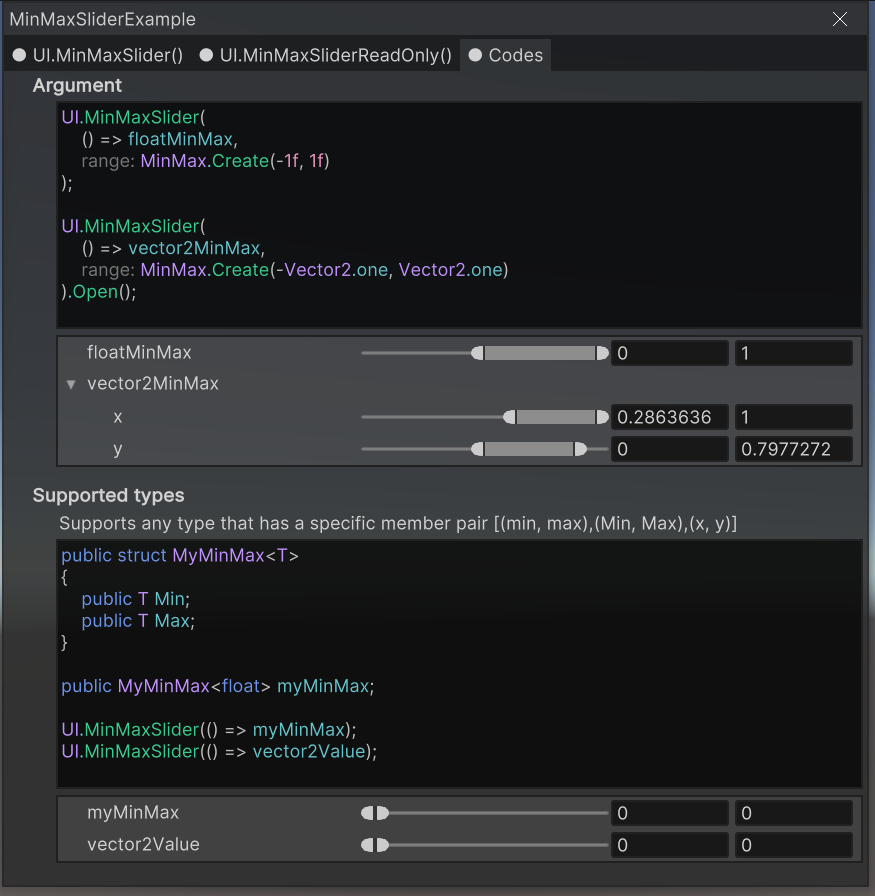 MinMaxSliderExample
UI.MinMaxSlider() UI.MinMaxSliderReadOnly() Codes
Argument
UI.MinMaxSlider(
() => floatMinMax,
range: MinMax.Create(-1f, 1f)
);
UI.MinMaxSlider(
() => vector2MinMax,
range: MinMax.Create(-Vector2.one, Vector2.one)
).Open();
floatMinMax 0 1
vector2MinMax
x 0.2863636 1
y 0 0.7977272
Supported types
Supports any type that has a specific member pair [(min, max),(Min, Max),(x, y)]
public struct MyMinMax<T>
{
public T Min;
public T Max;
}
public MyMinMax<float> myMinMax;
UI.MinMaxSlider(() => myMinMax);
UI.MinMaxSlider(() => vector2Value);
myMinMax 0 0
vector2Value 0 0